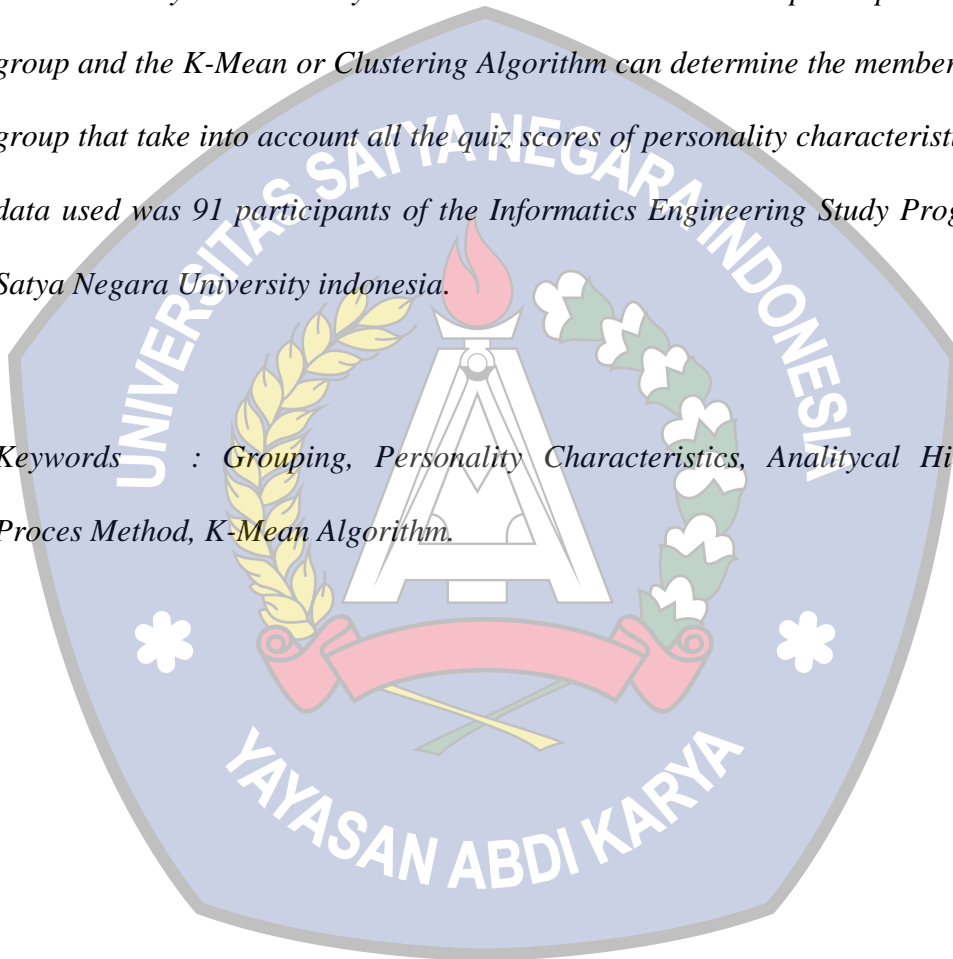 group and the K-Mean or Clustering Algorithm can determine the member
group that take into account all the quiz scores of personality characteristi
data used was 91 participants of the Informatics Engineering Study Prog
Satya Negara University indonesia.
Keywords : Grouping, Personality Characteristics, Analitycal Hi
Proces Method, K-Mean Algorithm.
UNIVERSITAS SATYA NEGARA INDONESIA
YAYASAN ABDI KARYA